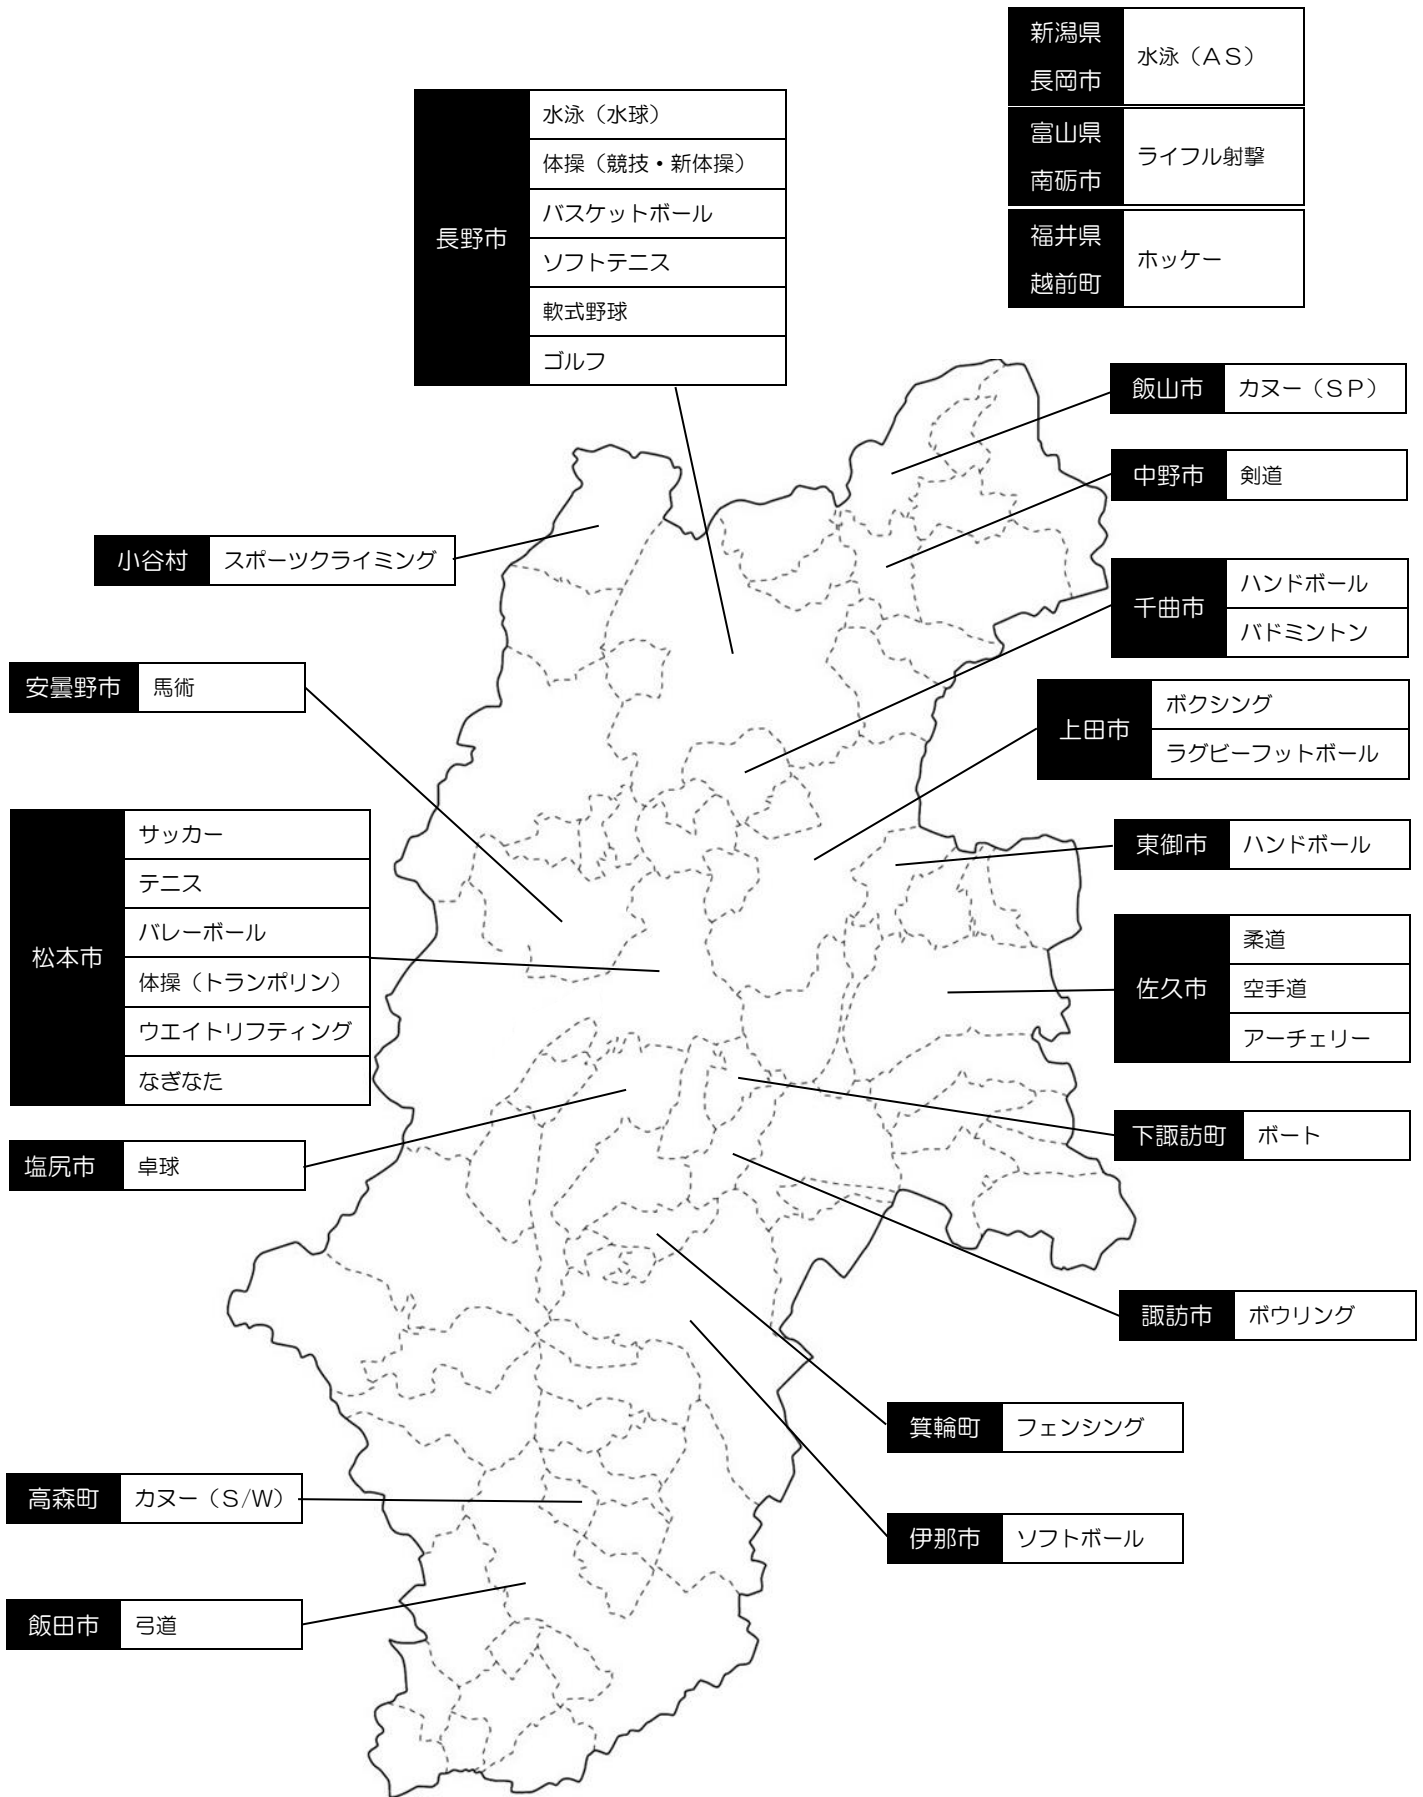 新潟県
長岡市
水泳（ＡＳ）
富山県
南砺市
ライフル射撃
福井県
越前町
ホッケー
長野市
水泳（水球）
体操（競技・新体操）
バスケットボール
ソフトテニス
軟式野球
ゴルフ
飯山市
カヌー（ＳＰ）
中野市
剣道
小谷村
スポーツクライミング
千曲市
ハンドボール
バドミントン
安曇野市
馬術
上田市
ボクシング
ラグビーフットボール
松本市
サッカー
テニス
バレーボール
体操（トランポリン）
ウエイトリフティング
なぎなた
東御市
ハンドボール
佐久市
柔道
空手道
アーチェリー
下諏訪町
ボート
塩尻市
卓球
諏訪市
ボウリング
箕輪町
フェンシング
高森町
カヌー（Ｓ/Ｗ）
伊那市
ソフトボール
飯田市
弓道